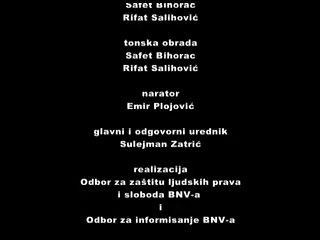 Safet Bihorac
Rifat Salihović
tonska obrada
Safet Bihorac
Rifat Salihović
narator
Emir Plojović
glavni i odgovorni urednik
Sulejman Zatrić
realizacija
Odbor za zaštitu ljudskih prava
i sloboda BNV-a
i
Odbor za informisanje BNV-a